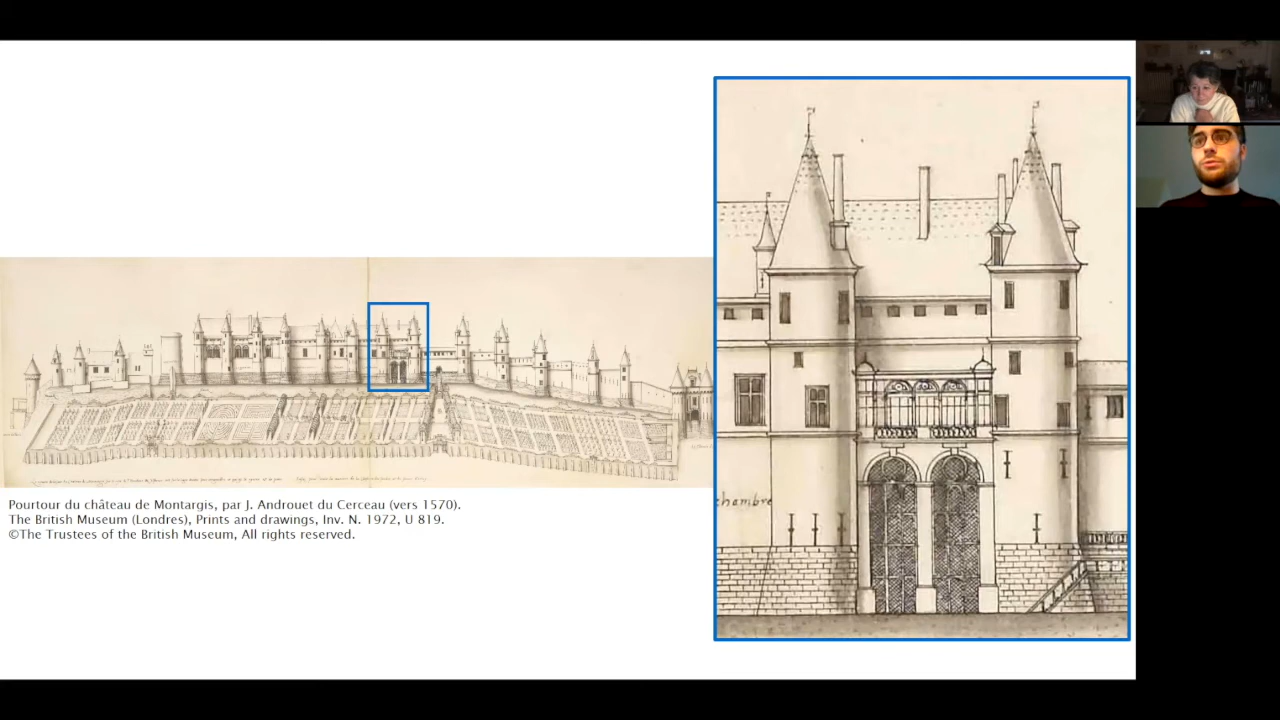 chambre
Pourtour du château de Montargis, par J. Androuet du Cerceau (vers 1570).
The British Museum (Londres), Prints and drawings, Inv. N. 1972, U 819.
©The Trustees of the British Museum, All rights reserved.